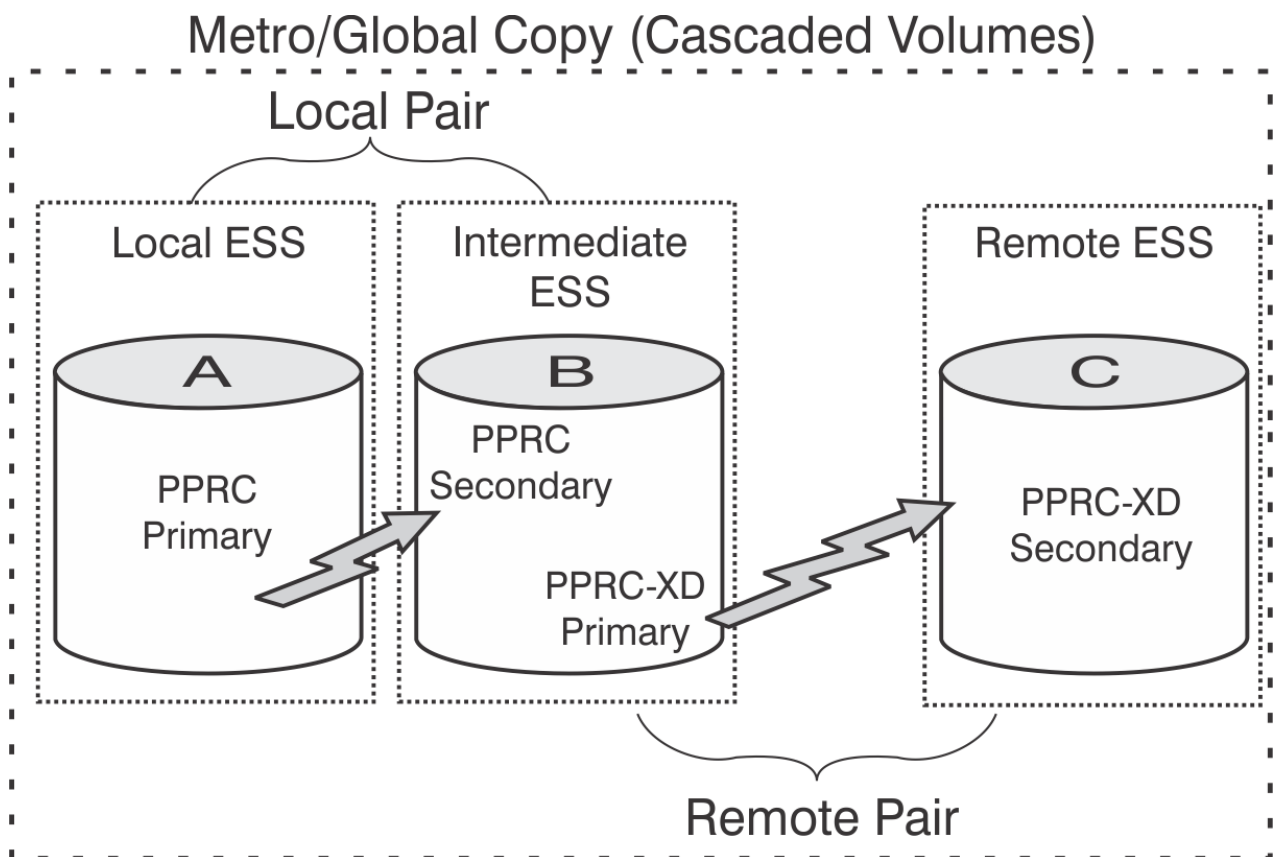 Metro/Global Copy (Cascaded Volumes)
Local Pair
Local ESS
Intermediate
ESS
Remote ESS
A
B
C
PPRC
Primary
PPRC
Secondary
PPRC-XD
Primary
PPRC-XD
Secondary
Remote Pair